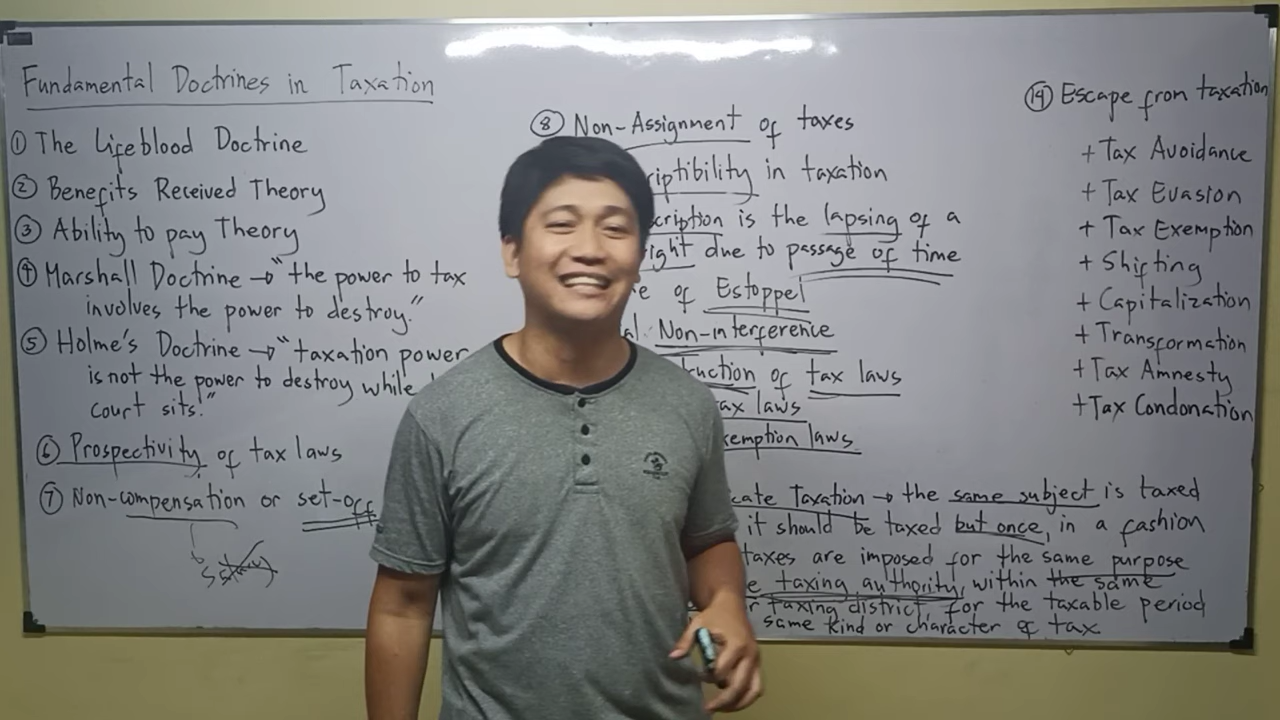 Fundamental Doctrines in Taxation
① The Lifeblood Doctrine
② Benefits Received Theory
③ Ability to pay Theory
④ Marshall Doctrine → "the power to tax
involves the power to destroy."
⑤ Holme's Doctrine → "taxation power
is not the power to destroy while
court sits."
⑥ Prospectivity of tax laws
⑦ Non-compensation or set-off
⑧ Non-Assignment of taxes
riptibility in taxation
cription is the lapsing of a
ight due to passage of time
e of Estoppel
al Non-interference
ruction of tax laws
ax laws
xemption laws.
cate Taxation → the same subject is taxed
it should be taxed but once, in a fashion
taxes are imposed for the same purpose
e taxing authority, within the same
r taxing district, for the taxable period
same kind or character of tax
⑭ Escape from taxation
+ Tax Avoidance
+ Tax Evasion
+ Tax Exemption
+ Shifting
+ Capitalization
+ Transformation
+ Tax Amnesty
+ Tax Condonation